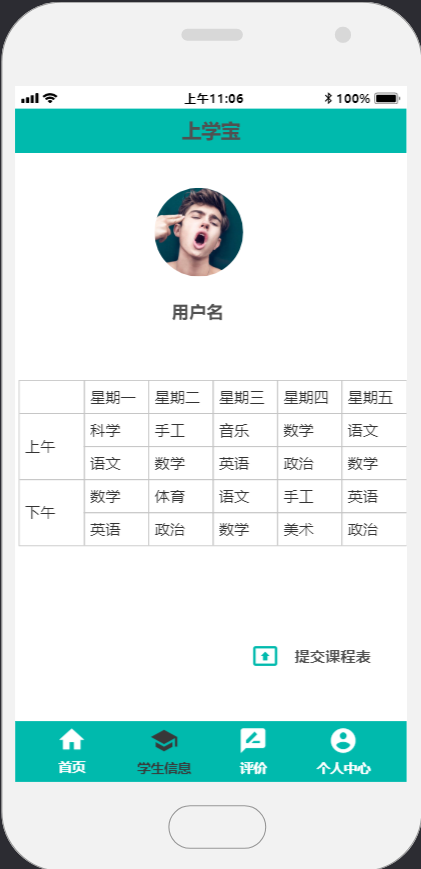 上午11:06 100%
上学宝
用户名
星期一 星期二 星期三 星期四 星期五
上午
科学 手工 音乐 数学 语文
语文 数学 英语 政治 数学
下午
数学 体育 语文 手工 英语
英语 政治 数学 美术 政治
提交课程表
首页 学生信息 评价 个人中心